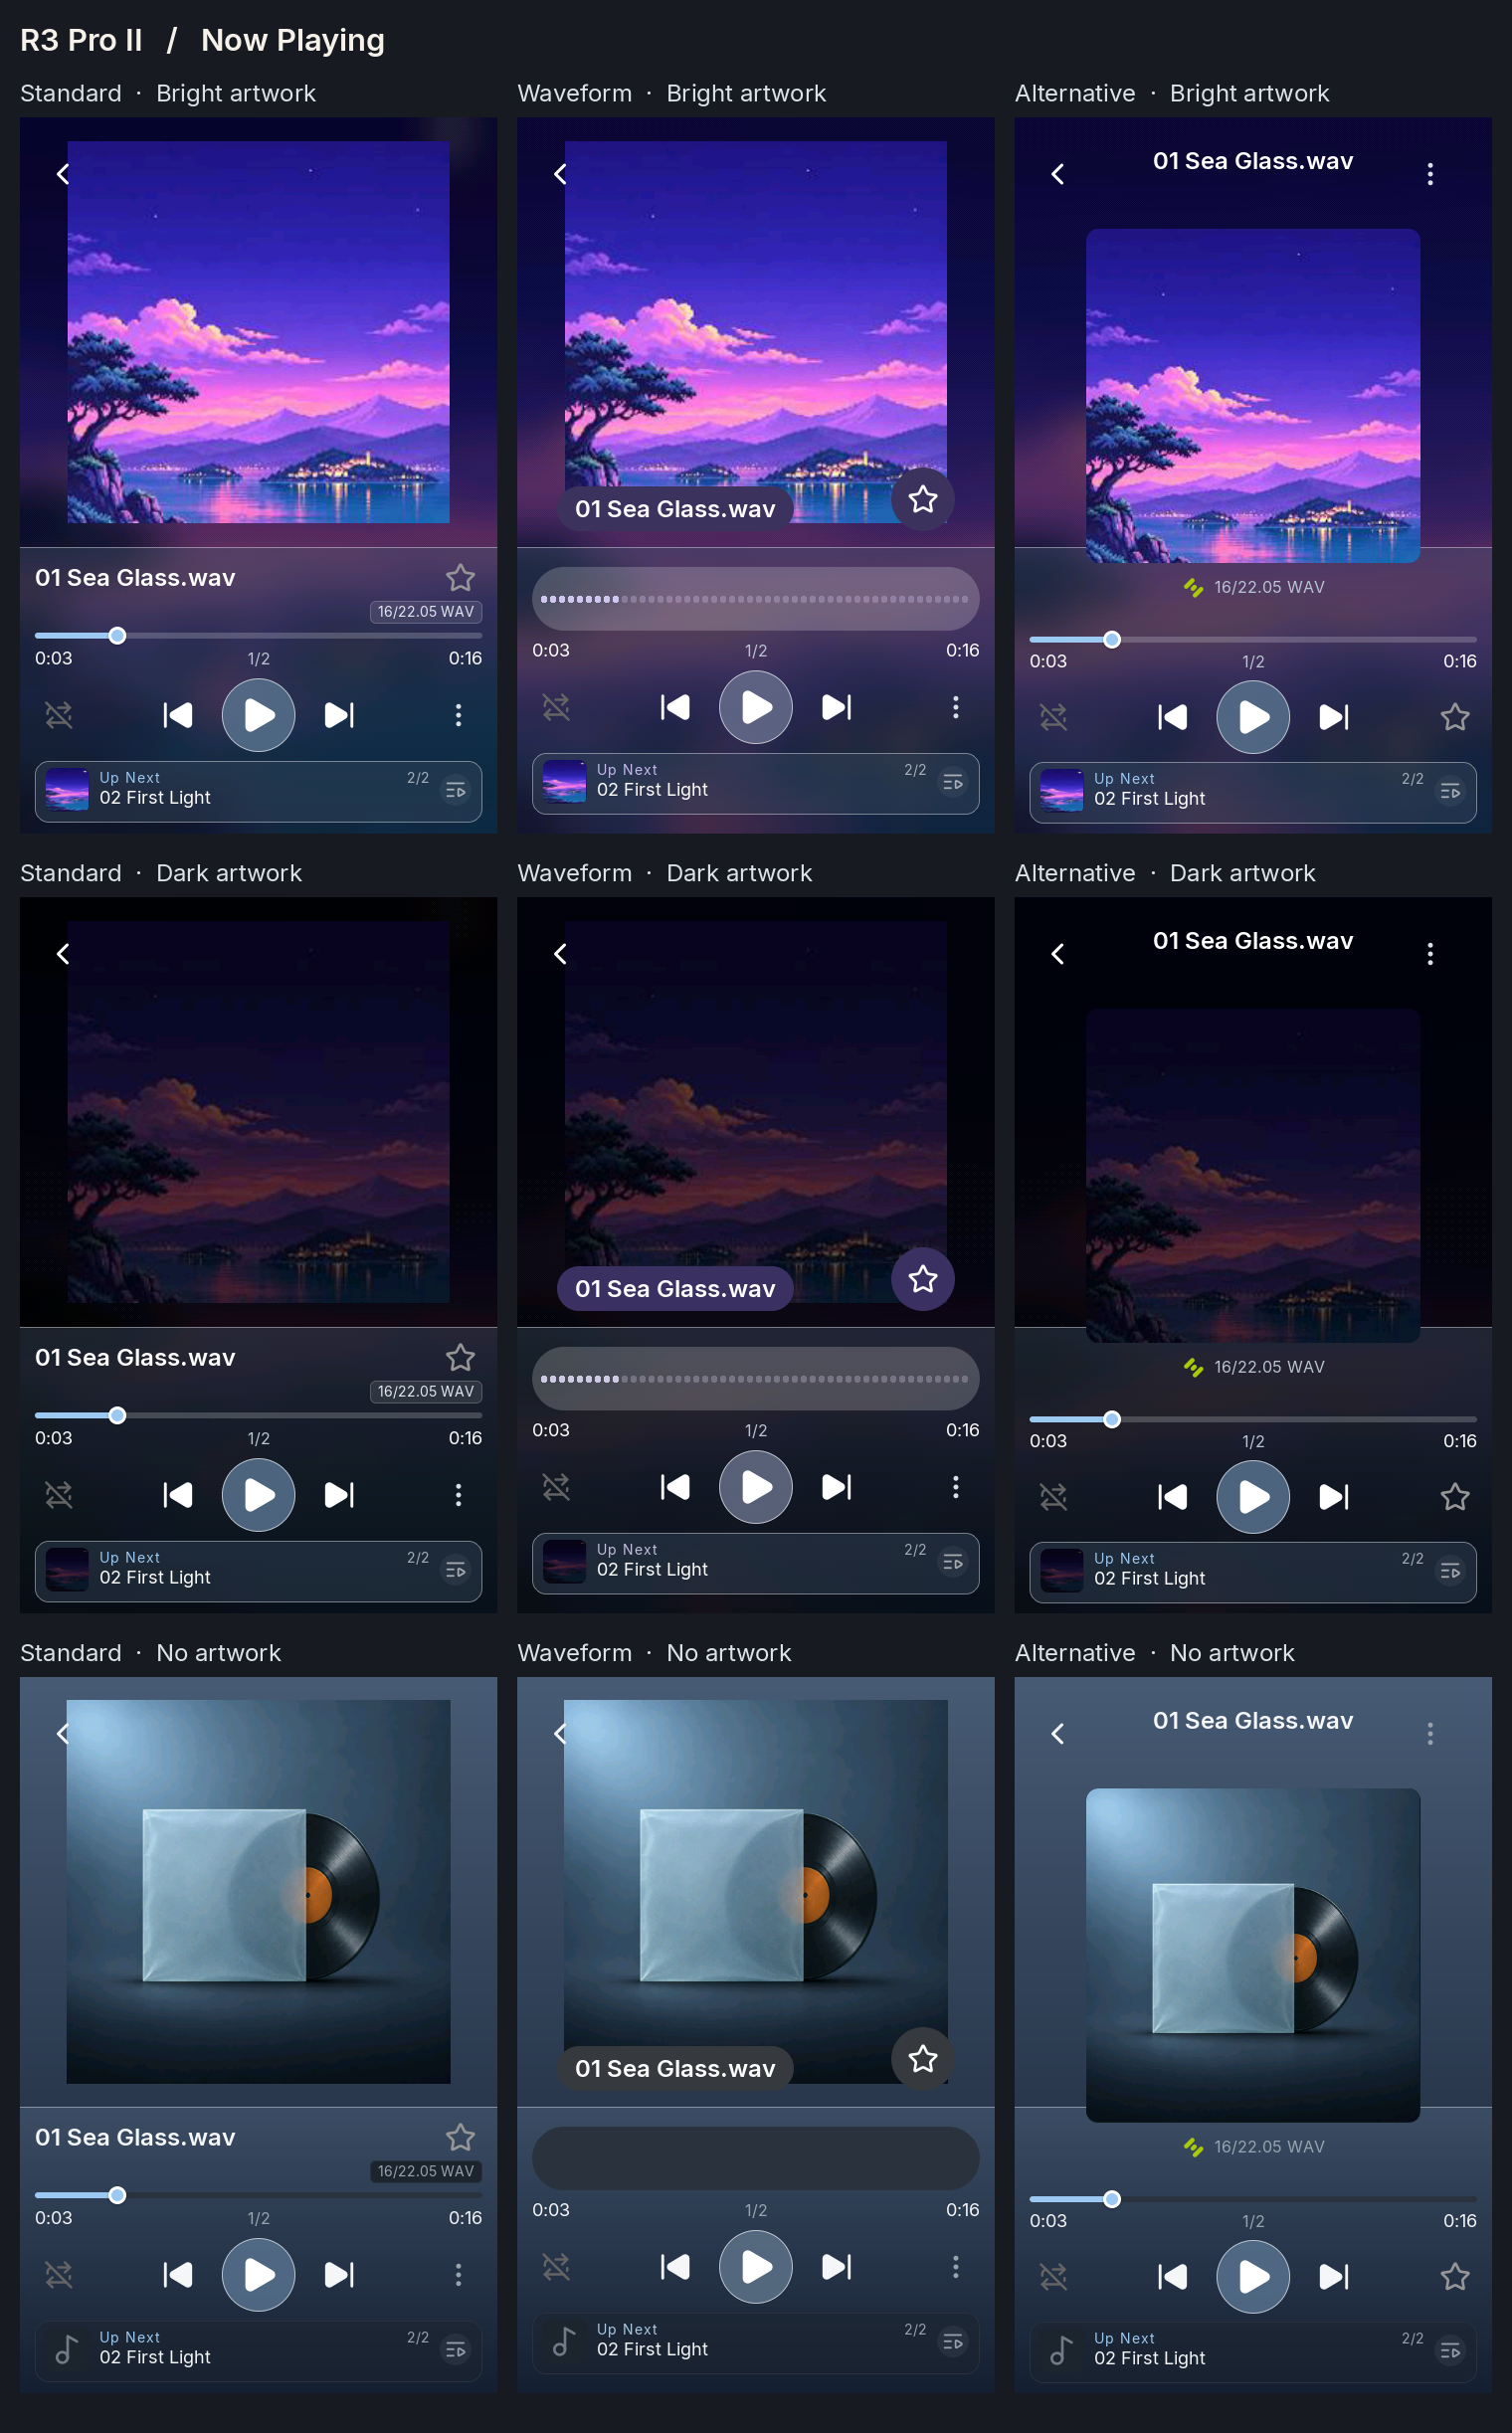 R3 Pro II / Now Playing
Standard · Bright artwork
01 Sea Glass.wav
16/22.05 WAV
0:03 1/2 0:16
Up Next 2/2
02 First Light
Waveform · Bright artwork
01 Sea Glass.wav
0:03 1/2 0:16
Up Next 2/2
02 First Light
Alternative · Bright artwork
01 Sea Glass.wav
16/22.05 WAV
0:03 1/2 0:16
Up Next 2/2
02 First Light
Standard · Dark artwork
01 Sea Glass.wav
16/22.05 WAV
0:03 1/2 0:16
Up Next 2/2
02 First Light
Waveform · Dark artwork
01 Sea Glass.wav
0:03 1/2 0:16
Up Next 2/2
02 First Light
Alternative · Dark artwork
01 Sea Glass.wav
16/22.05 WAV
0:03 1/2 0:16
Up Next 2/2
02 First Light
Standard · No artwork
01 Sea Glass.wav
16/22.05 WAV
0:03 1/2 0:16
Up Next 2/2
02 First Light
Waveform · No artwork
01 Sea Glass.wav
0:03 1/2 0:16
Up Next 2/2
02 First Light
Alternative · No artwork
01 Sea Glass.wav
16/22.05 WAV
0:03 1/2 0:16
Up Next 2/2
02 First Light